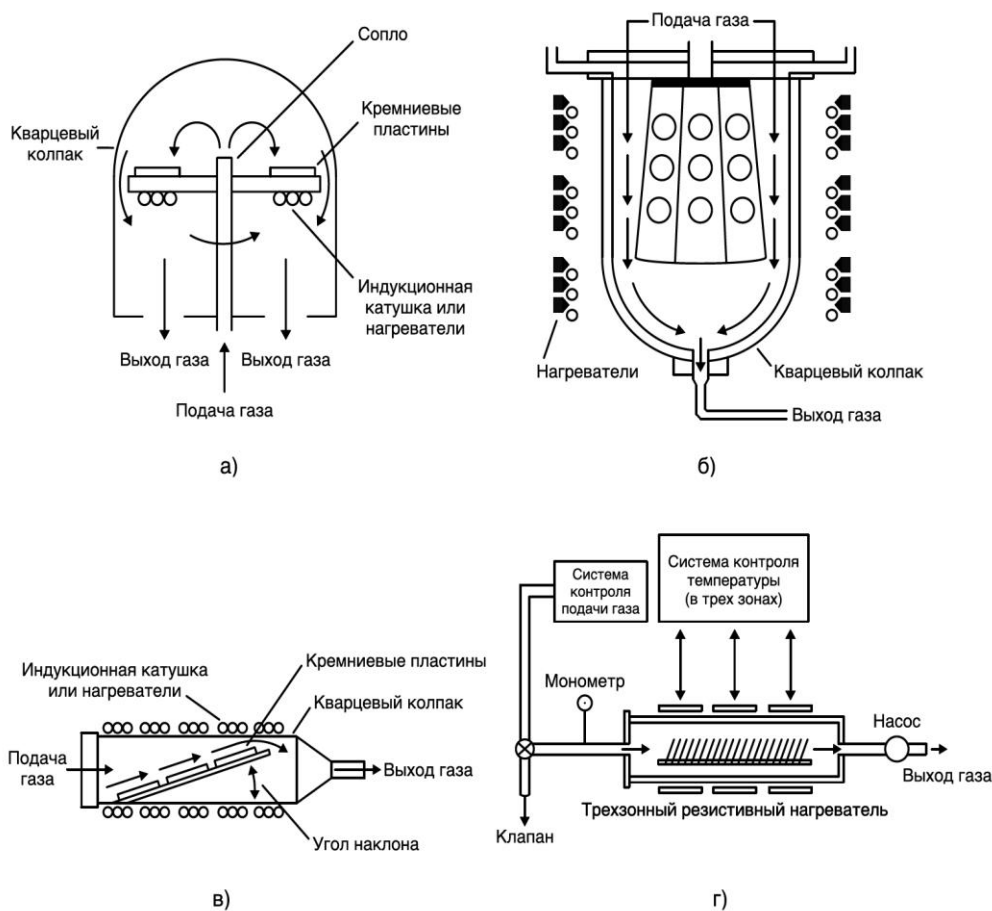 Сопло
Кремниевые
пластины
Кварцевый
колпак
Индукционная
катушка или
нагреватели
Выход газа
Выход газа
Подача газа
а)
Подача газа
Нагреватели
Кварцевый колпак
Выход газа
б)
Индукционная катушка
или нагреватели
Кремниевые пластины
Кварцевый колпак
Подача
газа
Выход газа
Угол наклона
в)
Система
контроля
подачи газа
Система контроля
температуры
(в трех зонах)
Монометр
Насос
Выход газа
Трехзонный резистивный нагреватель
Клапан
г)